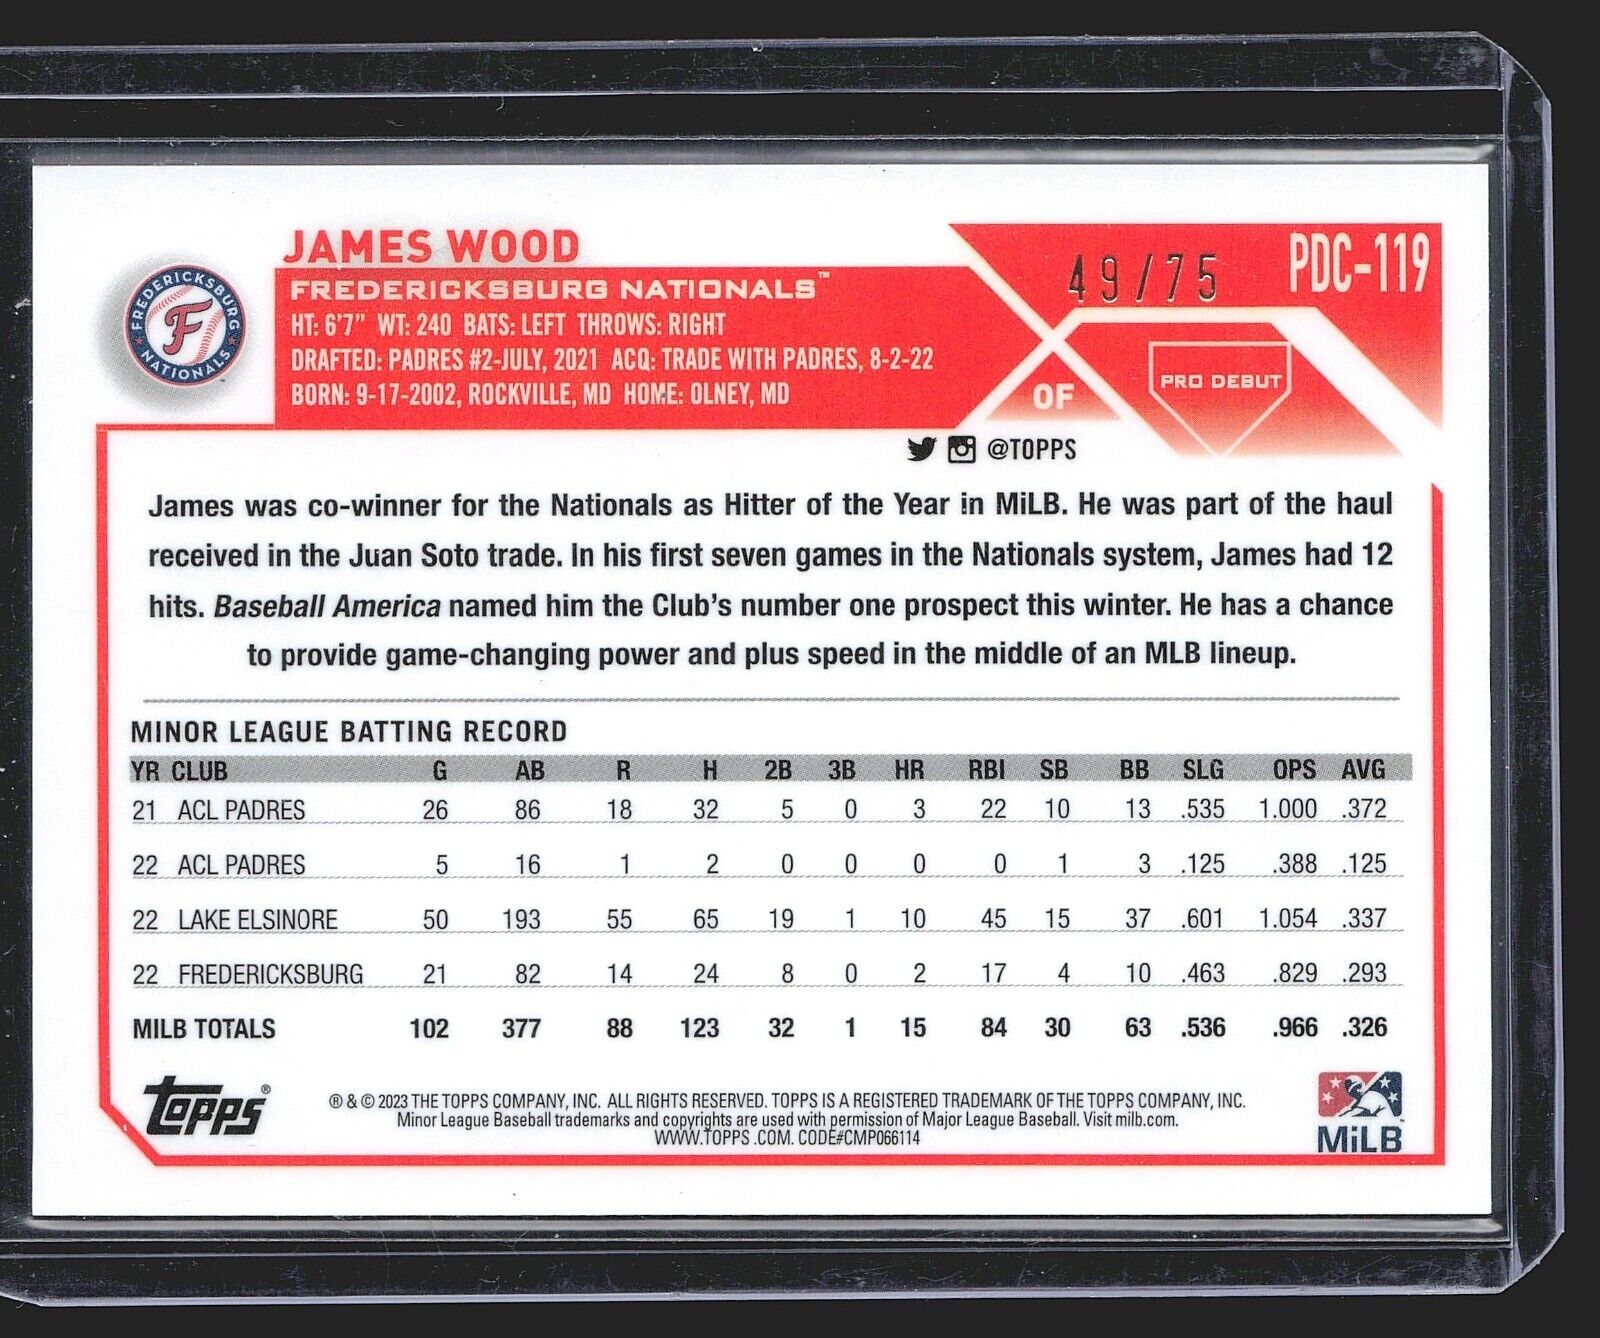 JAMES WOOD
FREDERICKSBURG NATIONALS™
HT: 6'7" WT: 240 BATS: LEFT THROWS: RIGHT
DRAFTED: PADRES #2-JULY, 2021 ACQ: TRADE WITH PADRES, 8-2-22
BORN: 9-17-2002, ROCKVILLE, MD HOME: OLNEY, MD
FREDERICKSBURG
F
NATIONALS
49/75
PDC-119
OF
PRO DEBUT
@TOPPS
James was co-winner for the Nationals as Hitter of the Year in MiLB. He was part of the haul
received in the Juan Soto trade. In his first seven games in the Nationals system, James had 12
hits. Baseball America named him the Club's number one prospect this winter. He has a chance
to provide game-changing power and plus speed in the middle of an MLB lineup.
MINOR LEAGUE BATTING RECORD
YR CLUB G AB R H 2B 3B HR RBI SB BB SLG OPS AVG
21 ACL PADRES 26 86 18 32 5 0 3 22 10 13 .535 1.000 .372
22 ACL PADRES 5 16 1 2 0 0 0 0 1 3 .125 .388 .125
22 LAKE ELSINORE 50 193 55 65 19 1 10 45 15 37 .601 1.054 .337
22 FREDERICKSBURG 21 82 14 24 8 0 2 17 4 10 .463 .829 .293
MILB TOTALS 102 377 88 123 32 1 15 84 30 63 .536 .966 .326
topps®
® & © 2023 THE TOPPS COMPANY, INC. ALL RIGHTS RESERVED. TOPPS IS A REGISTERED TRADEMARK OF THE TOPPS COMPANY, INC.
Minor League Baseball trademarks and copyrights are used with permission of Major League Baseball. Visit milb.com.
WWW.TOPPS.COM. CODE#CMP066114
MiLB